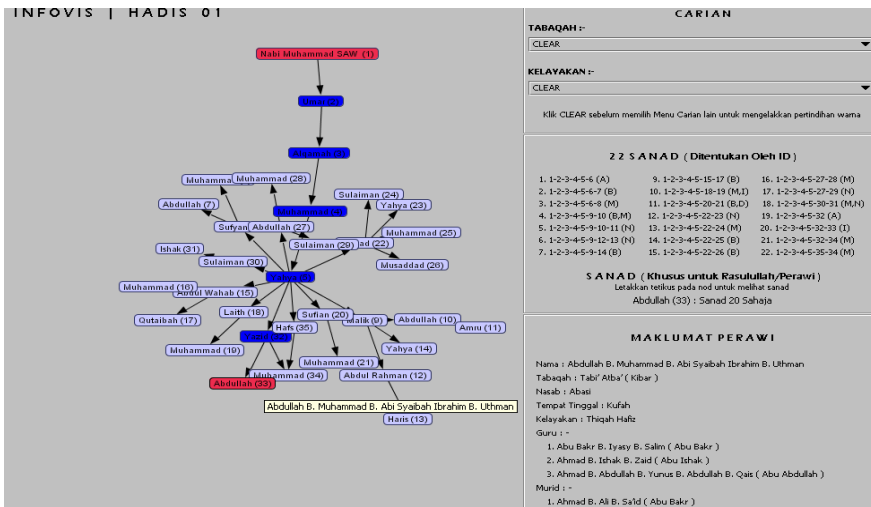 INFOVIS | HADIS 01
Nabi Muhammad SAW (1)
Muhammad (28)
Sulaiman (24)
Yahya (23)
Abdullah (7)
Sufyan
Abdullah (27)
Muhammad (25)
(22)
Ishak (31)
Sulaiman (29)
Sulaiman (30)
Musaddad (26)
Muhammad (16)
Abdul Wahab (15)
Laith (18)
Sufian (20)
Malik (9)
Abdullah (10)
Qutaibah (17)
Hafs (35)
Amru (11)
Muhammad (19)
Yahya (14)
Muhammad (21)
Muhammad (34)
Abdul Rahman (12)
Abdullah (33)
Abdullah B. Muhammad B. Abi Syaibah Ibrahim B. Uthman
Haris (13)
CARIAN
TABAQAH :-
CLEAR
KELAYAKAN :-
CLEAR
Klik CLEAR sebelum memilih Menu Carian lain untuk mengelakkan pertindihan warna
22 SANAD ( Ditentukan Oleh ID )
1. 1-2-3-4-5-6 (A)
2. 1-2-3-4-5-6-7 (B)
3. 1-2-3-4-5-6-8 (M)
4. 1-2-3-4-5-9-10 (B,M)
5. 1-2-3-4-5-9-10-11 (N)
6. 1-2-3-4-5-9-12-13 (N)
7. 1-2-3-4-5-9-14 (B)
9. 1-2-3-4-5-15-17 (B)
10. 1-2-3-4-5-18-19 (M,I)
11. 1-2-3-4-5-20-21 (B,D)
12. 1-2-3-4-5-22-23 (N)
13. 1-2-3-4-5-22-24 (M)
14. 1-2-3-4-5-22-25 (B)
15. 1-2-3-4-5-22-26 (B)
16. 1-2-3-4-5-27-28 (M)
17. 1-2-3-4-5-27-29 (N)
18. 1-2-3-4-5-30-31 (M,N)
19. 1-2-3-4-5-32 (A)
20. 1-2-3-4-5-32-33 (I)
21. 1-2-3-4-5-32-34 (M)
22. 1-2-3-4-5-35-34 (M)
SANAD ( Khusus untuk Rasulullah/Perawi )
Letakkan tetikus pada nod untuk melihat sanad
Abdullah (33) : Sanad 20 Sahaja
MAKLUMAT PERAWI
Nama : Abdullah B. Muhammad B. Abi Syaibah Ibrahim B. Uthman
Tabaqah : Tabi' Atba' ( Kibar )
Nasab : Abasi
Tempat Tinggal : Kufah
Kelayakan : Thiqah Hafiz
Guru : -
1. Abu Bakr B. Iyasy B. Salim ( Abu Bakr )
2. Ahmad B. Ishak B. Zaid ( Abu Ishak )
3. Ahmad B. Abdullah B. Yunus B. Abdullah B. Qais ( Abu Abdullah )
Murid : -
1. Ahmad B. Ali B. Sa'id ( Abu Bakr )